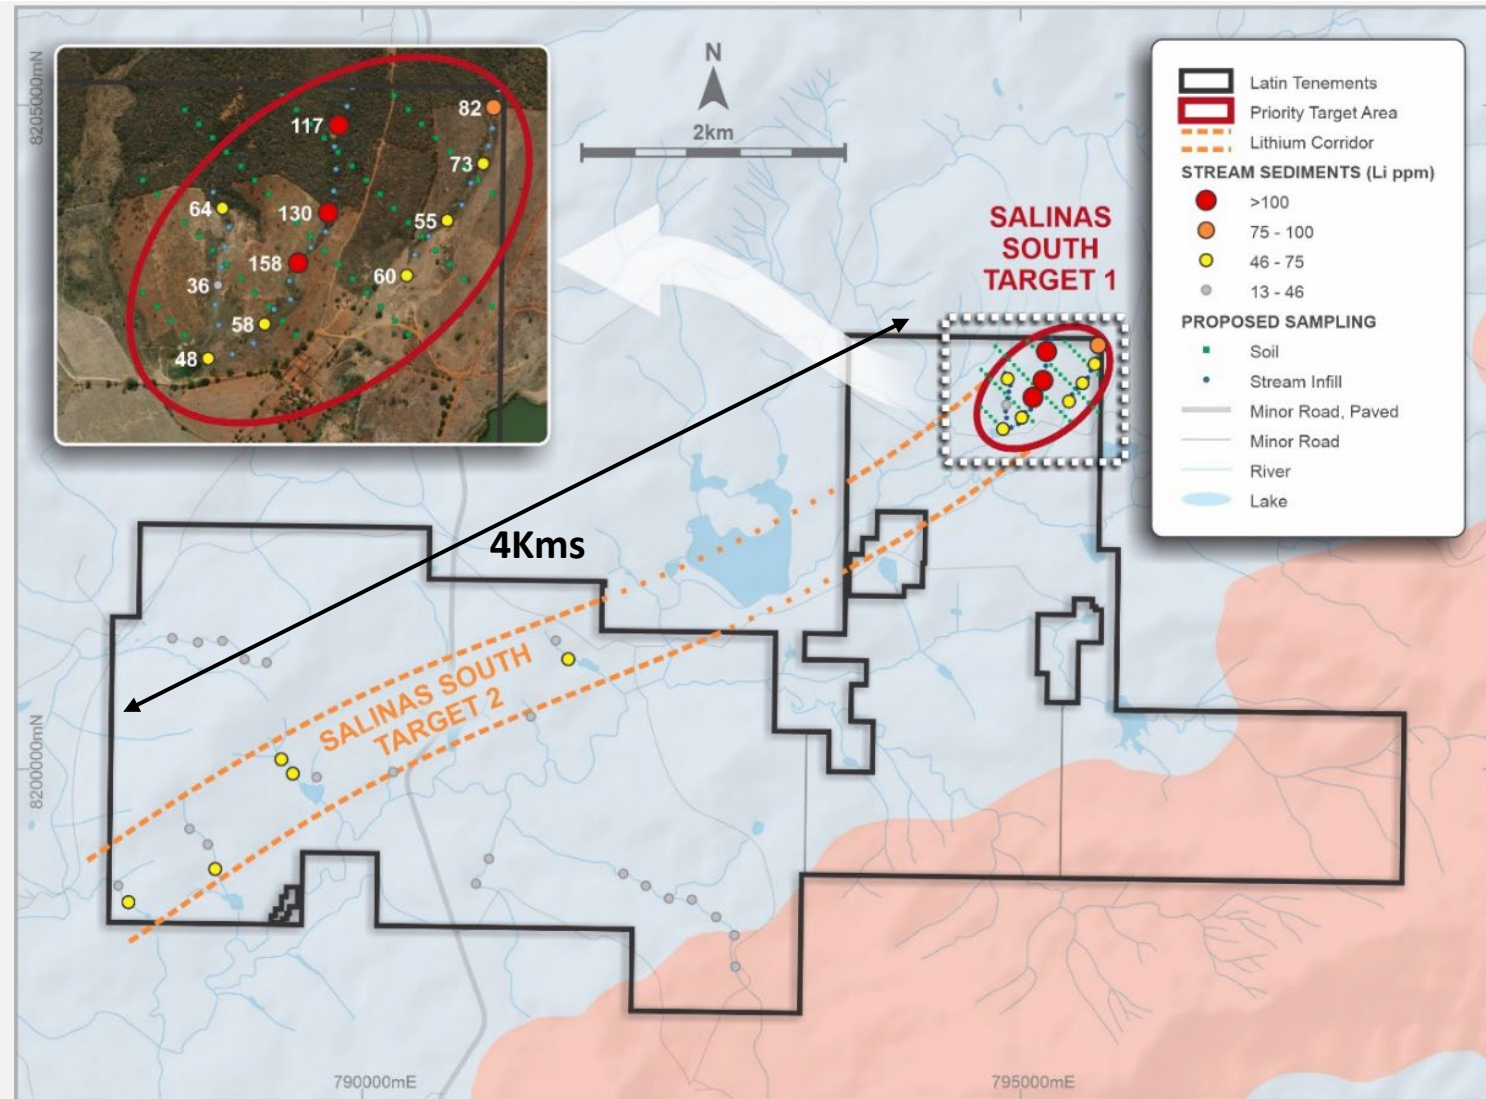 8205000mN
8200000mN
790000mE
795000mE
117
82
73
64
130
55
158
36
60
58
48
N
2km
SALINAS
SOUTH
TARGET 1
4Kms
SALINAS SOUTH
TARGET 2
Latin Tenements
Priority Target Area
Lithium Corridor
STREAM SEDIMENTS (Li ppm)
>100
75 - 100
46 - 75
13 - 46
PROPOSED SAMPLING
Soil
Stream Infill
Minor Road, Paved
Minor Road
River
Lake